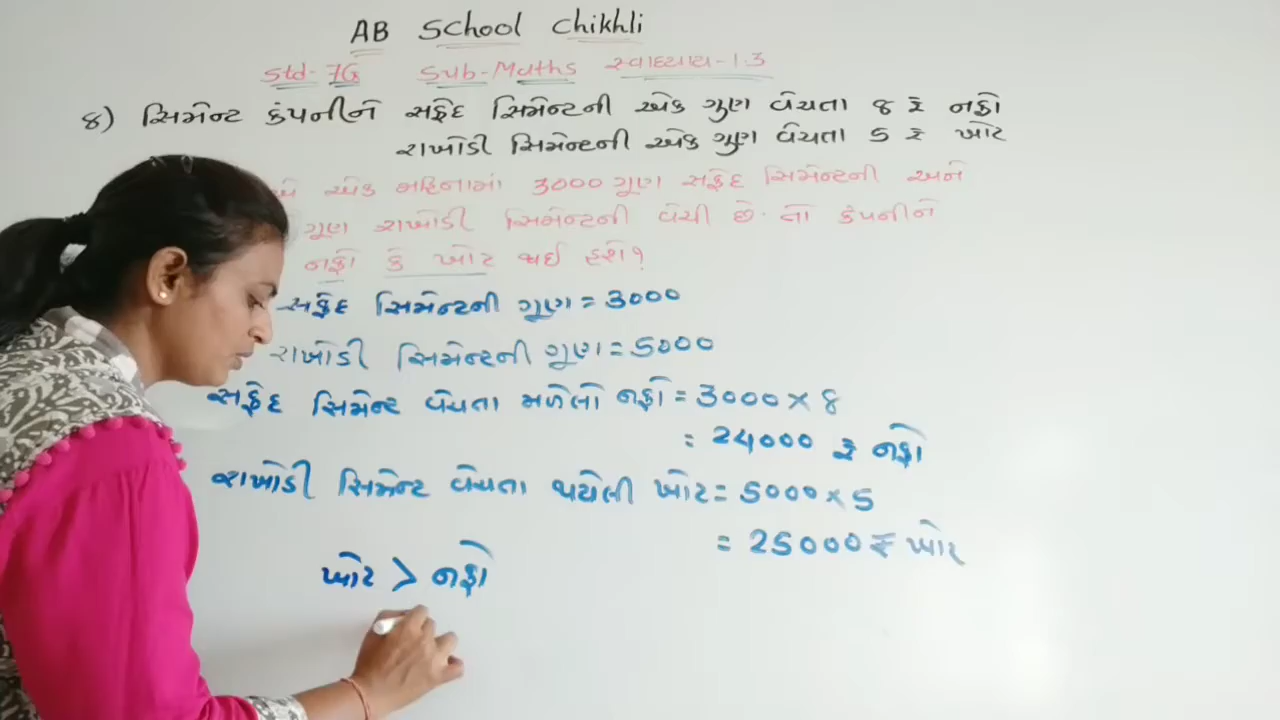 AB School Chikhli
Std-7G Sub-Maths સ્વાધ્યાય-1.3
8) સિમેન્ટ કંપનીને સફેદ સિમેન્ટની એક ગુણ વેચતા 8 ₹ નફો
રાખોડી સિમેન્ટની એક ગુણ વેચતા 5 ₹ ખોટ
એક મહિનામાં 3000 ગુણ સફેદ સિમેન્ટની અને
ગુણ રાખોડી સિમેન્ટની વેચી છે. તો કંપનીને
નફો કે ખોટ થઈ હશે?
સફેદ સિમેન્ટની ગુણ = 3000
રાખોડી સિમેન્ટની ગુણ = 5000
સફેદ સિમેન્ટ વેચતા મળેલો નફો = 3000 × 8
= 24000 ₹ નફો
રાખોડી સિમેન્ટ વેચતા થયેલી ખોટ = 5000 × 5
= 25000 ₹ ખોટ
ખોટ > નફો